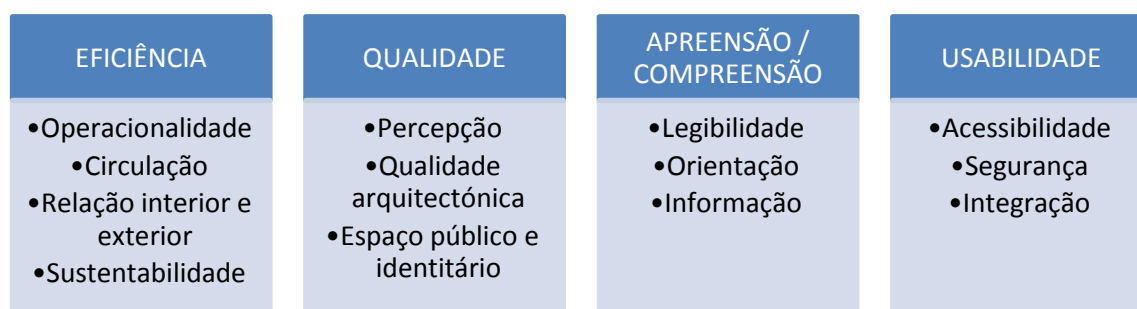 EFICIÊNCIA
•Operacionalidade
•Circulação
•Relação interior e
exterior
•Sustentabilidade
QUALIDADE
•Percepção
•Qualidade
arquitectónica
•Espaço público e
identitário
APREENSÃO /
COMPREENSÃO
•Legibilidade
•Orientação
•Informação
USABILIDADE
•Acessibilidade
•Segurança
•Integração